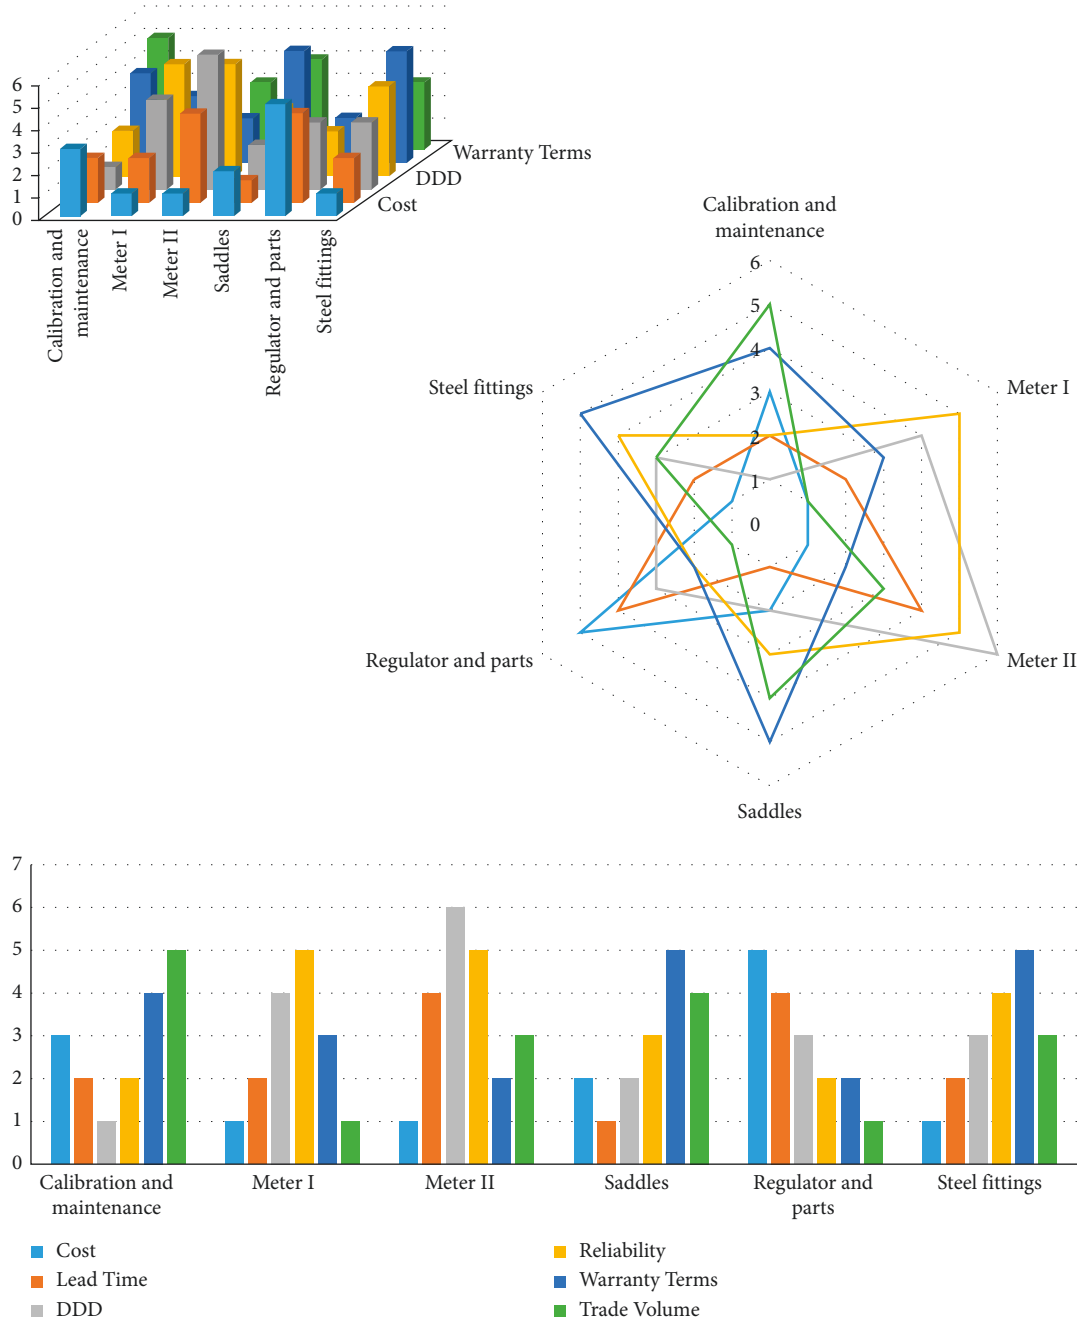 6
5
4
3
2
1
0
Warranty Terms
DDD
Cost
Calibration and
maintenance
Meter I
Meter II
Saddles
Regulator and parts
Steel fittings
Calibration and
maintenance
6
5
4
3
2
1
0
Steel fittings
Meter I
Regulator and parts
Meter II
Saddles
7
6
5
4
3
2
1
0
Calibration and
maintenance
Meter I
Meter II
Saddles
Regulator and
parts
Steel fittings
Cost
Lead Time
DDD
Reliability
Warranty Terms
Trade Volume